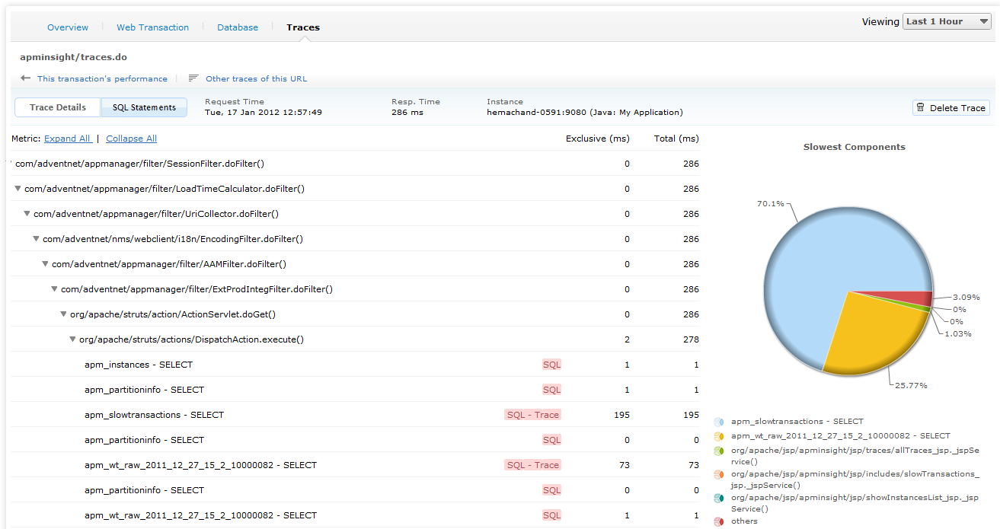 Overview Web Transaction Database Traces Viewing Last 1 Hour
apminsight/traces.do
This transaction's performance | Other traces of this URL
Trace Details SQL Statements Request Time Resp. Time Instance Delete Trace
Tue, 17 Jan 2012 12:57:49 286 ms hemachand-0591:9080 (Java: My Application)
Metric: Expand All | Collapse All Exclusive (ms) Total (ms)
com/adventnet/appmanager/filter/SessionFilter.doFilter() 0 286
com/adventnet/appmanager/filter/LoadTimeCalculator.doFilter() 0 286
com/adventnet/appmanager/filter/UriCollector.doFilter() 0 286
com/adventnet/nms/webclient/i18n/EncodingFilter.doFilter() 0 286
com/adventnet/appmanager/filter/AAMFilter.doFilter() 0 286
com/adventnet/appmanager/filter/ExtProdIntegFilter.doFilter() 0 286
org/apache/struts/action/ActionServlet.doGet() 0 286
org/apache/struts/actions/DispatchAction.execute() 2 278
apm_instances - SELECT SQL 1 1
apm_partitioninfo - SELECT SQL 1 1
apm_slowtransactions - SELECT SQL - Trace 195 195
apm_partitioninfo - SELECT SQL 0 0
apm_wt_raw_2011_12_27_15_2_10000082 - SELECT SQL - Trace 73 73
apm_partitioninfo - SELECT SQL 0 0
apm_wt_raw_2011_12_27_15_2_10000082 - SELECT SQL 1 1
Slowest Components
70.1%
3.09%
0%
0%
1.03%
25.77%
apm_slowtransactions - SELECT
apm_wt_raw_2011_12_27_15_2_10000082 - SELECT
org/apache/jsp/apminsight/jsp/traces/allTraces_jsp._jspSe
rvice()
org/apache/jsp/apminsight/jsp/includes/slowTransactions_
jsp._jspService()
org/apache/jsp/apminsight/jsp/showInstancesList_jsp._jsp
Service()
others